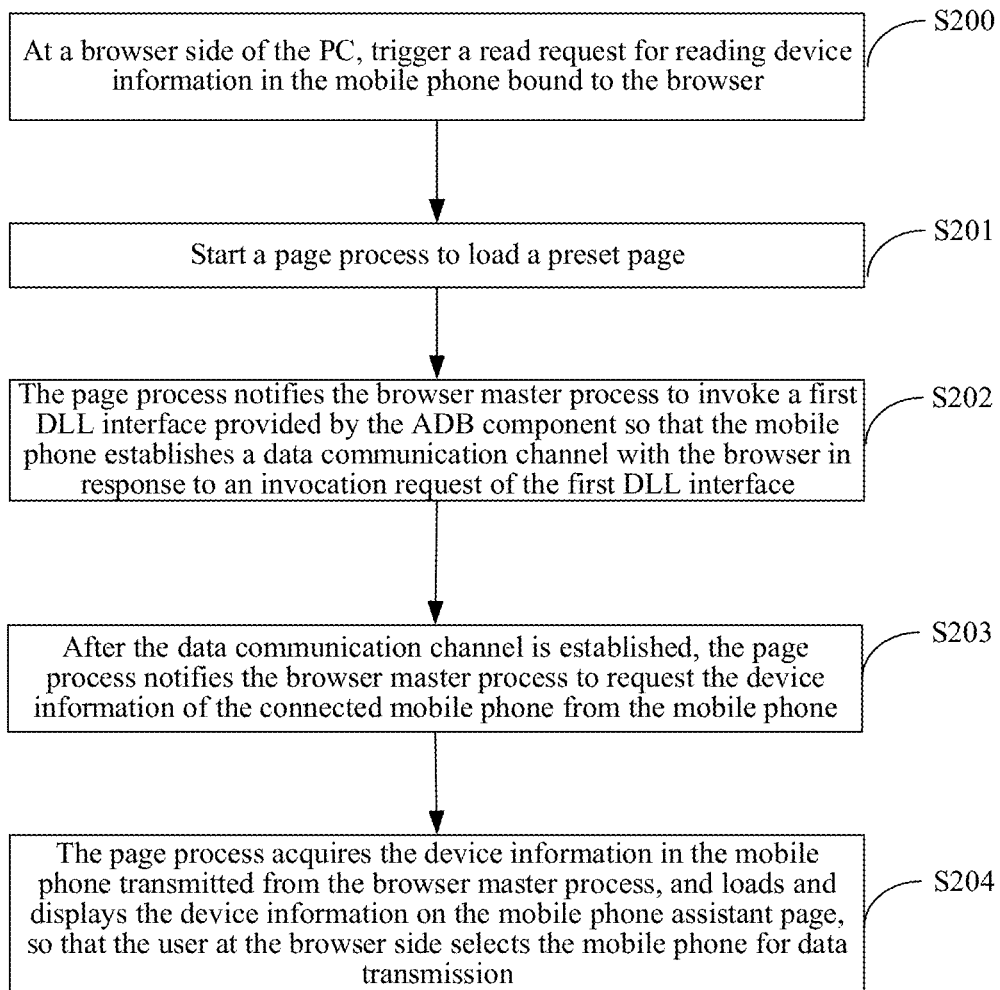 S200
At a browser side of the PC, trigger a read request for reading device
information in the mobile phone bound to the browser
S201
Start a page process to load a preset page
S202
The page process notifies the browser master process to invoke a first
DLL interface provided by the ADB component so that the mobile
phone establishes a data communication channel with the browser in
response to an invocation request of the first DLL interface
S203
After the data communication channel is established, the page
process notifies the browser master process to request the device
information of the connected mobile phone from the mobile phone
S204
The page process acquires the device information in the mobile
phone transmitted from the browser master process, and loads and
displays the device information on the mobile phone assistant page,
so that the user at the browser side selects the mobile phone for data
transmission